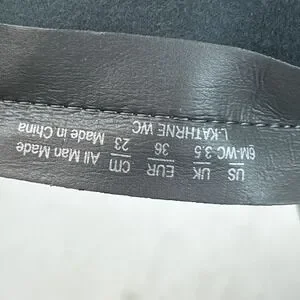 US UK EUR CM All Man Made
6M-WC 3.5 36 23 Made in China
L-KATHRNE WC